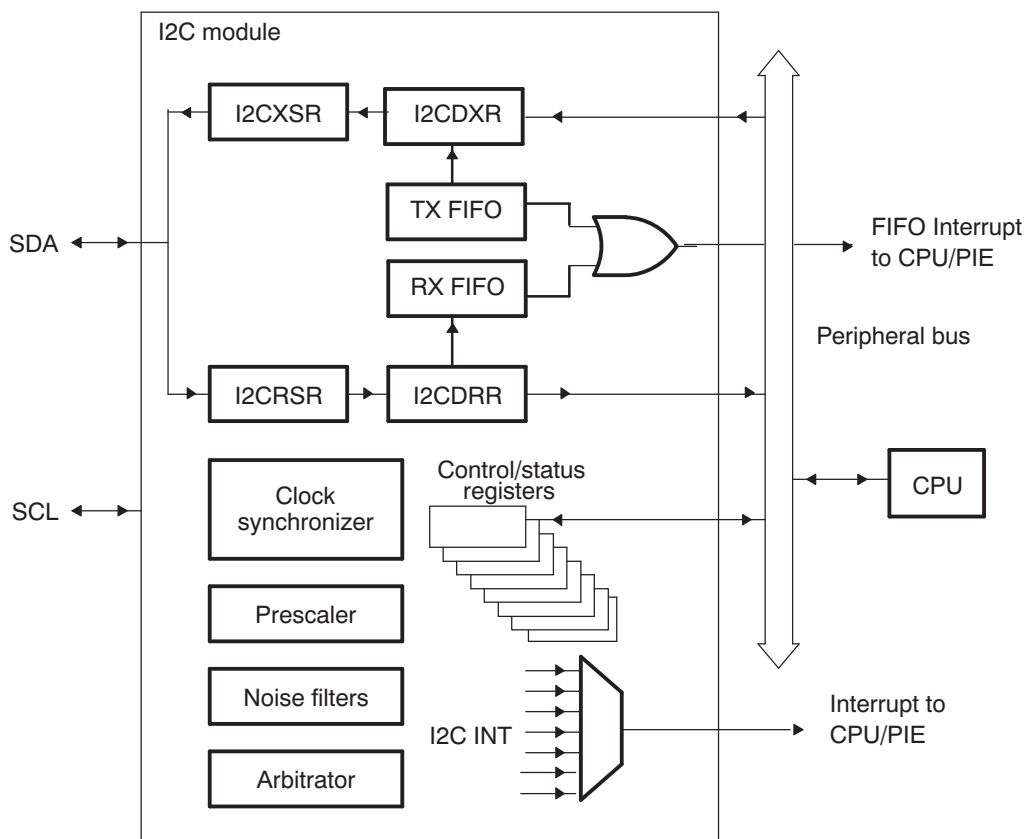 I2C module
I2CXSR
I2CDXR
TX FIFO
SDA
FIFO Interrupt
to CPU/PIE
RX FIFO
Peripheral bus
I2CRSR
I2CDRR
Control/status
registers
Clock
synchronizer
SCL
CPU
Prescaler
Noise filters
I2C INT
Interrupt to
CPU/PIE
Arbitrator